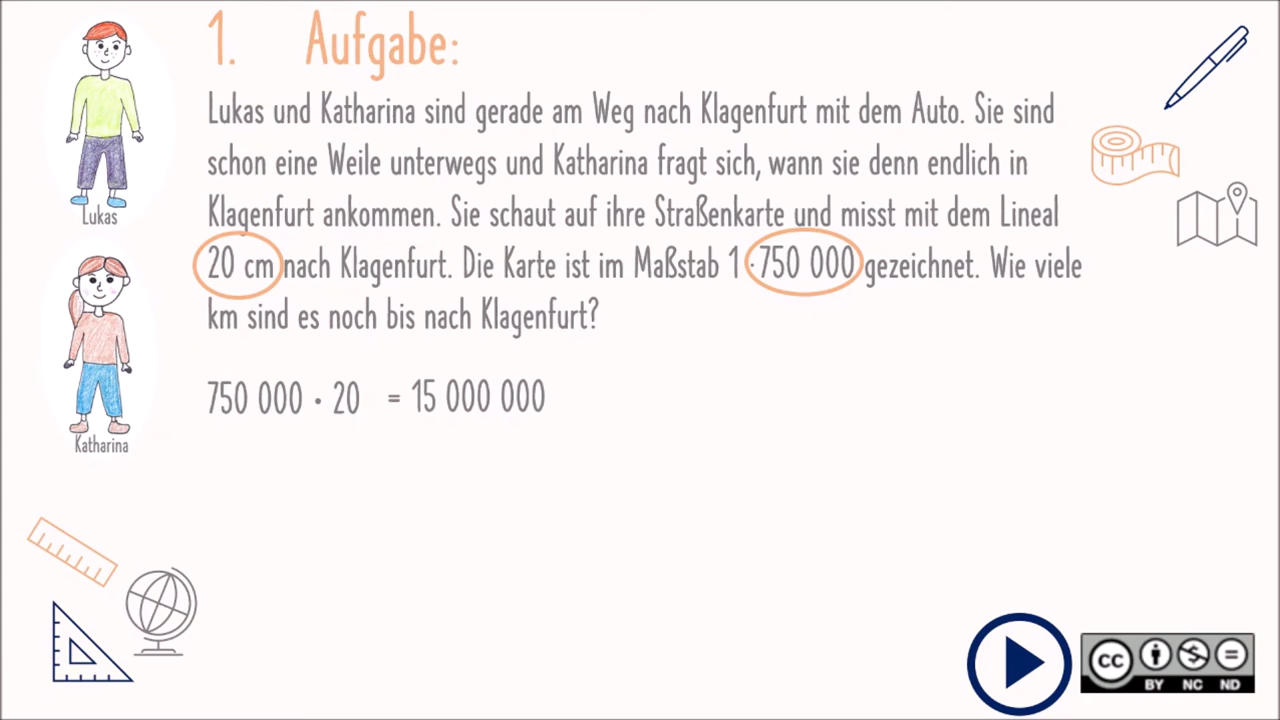 1. Aufgabe:
Lukas und Katharina sind gerade am Weg nach Klagenfurt mit dem Auto. Sie sind
schon eine Weile unterwegs und Katharina fragt sich, wann sie denn endlich in
Klagenfurt ankommen. Sie schaut auf ihre Straßenkarte und misst mit dem Lineal
20 cm nach Klagenfurt. Die Karte ist im Maßstab 1 :750 000 gezeichnet. Wie viele
km sind es noch bis nach Klagenfurt?
750 000 · 20 = 15 000 000
Lukas
Katharina
CC BY NC ND